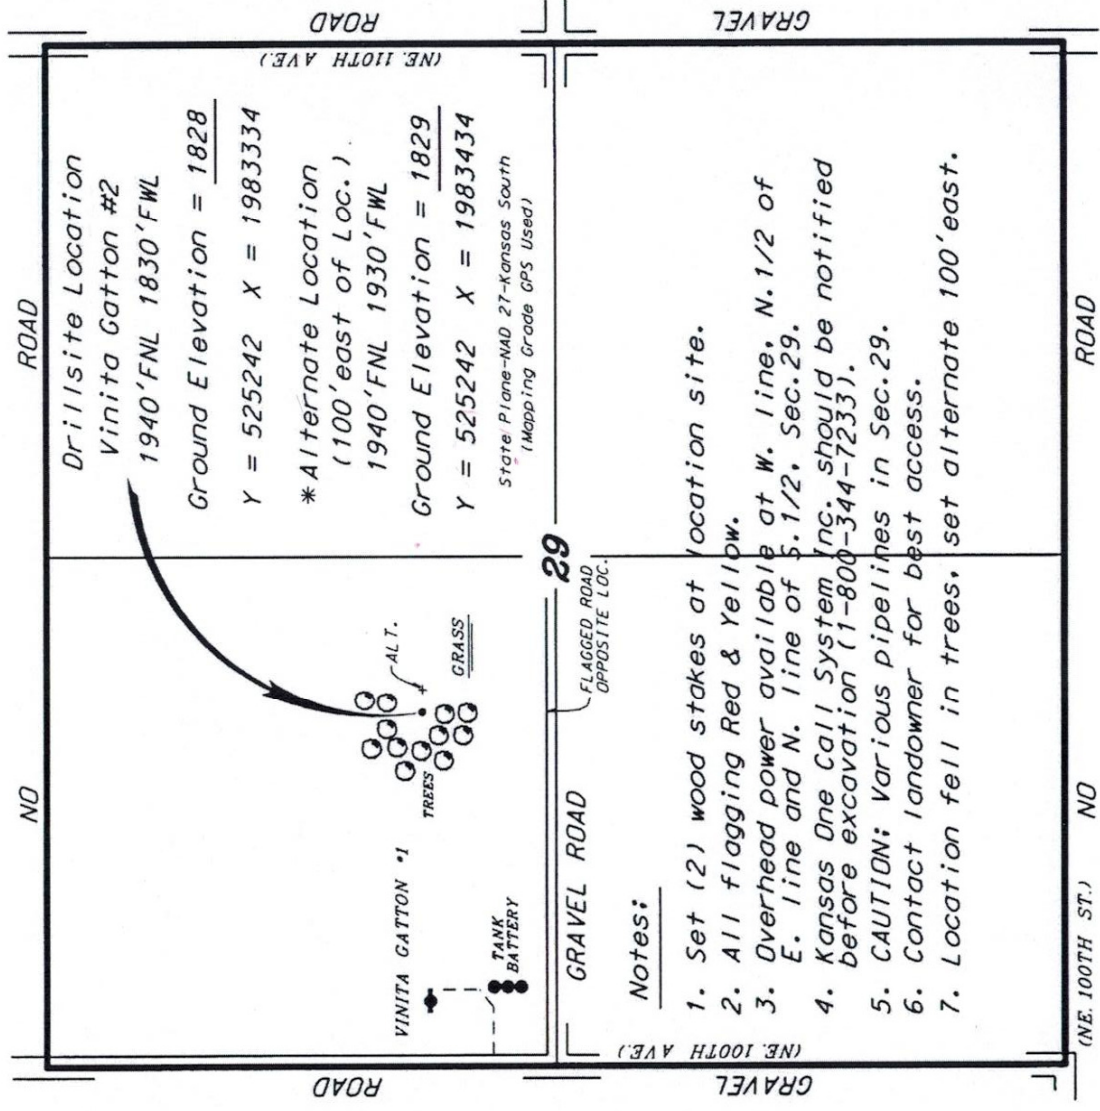 NO ROAD
Drillsite Location
Vinita Gatton #2
1940'FNL 1830'FWL
Ground Elevation = 1828
Y = 525242 X = 1983334
*Alternate Location
(100'east of Loc.)
1940'FNL 1930'FWL
Ground Elevation = 1829
Y = 525242 X = 1983434
State Plane-NAD 27-Kansas South
(Mapping Grade GPS Used)
GRAVEL ROAD
(NE. 100TH AVE.)
GRAVEL ROAD
(NE. 110TH AVE.)
VINITA GATTON #1
TANK
BATTERY
TREES
ALT.
GRASS
29
GRAVEL ROAD
FLAGGED ROAD
OPPOSITE LOC.
Notes:
1. Set (2) wood stakes at location site.
2. All flagging Red & Yellow.
3. Overhead power available at W. line, N.1/2 of
E. line and N. line of S.1/2, Sec.29.
4. Kansas One Call System Inc. should be notified
before excavation (1-800-344-7233).
5. CAUTION: Various pipelines in Sec.29.
6. Contact landowner for best access.
7. Location fell in trees, set alternate 100'east.
(NE. 100TH ST.)
NO ROAD